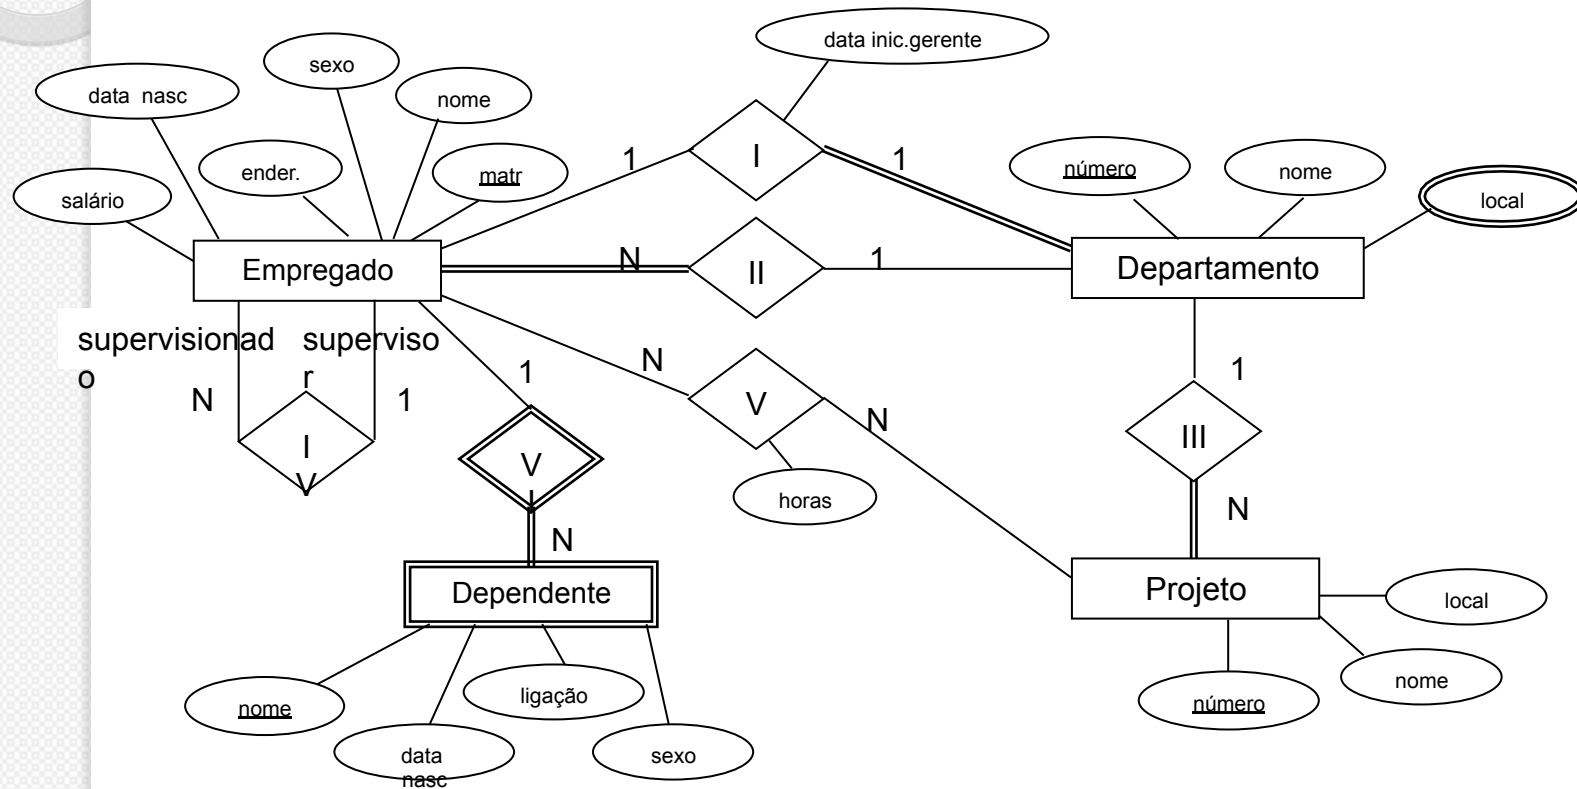 data inic.gerente
sexo
data nasc
nome
1
I
1
ender.
matr
número
nome
salário
local
Empregado
N
II
1
Departamento
supervisionad
o
superviso
r
N
1
I
V
1
N
V
N
1
III
V
I
horas
N
N
Dependente
Projeto
local
nome
ligação
nome
número
data
nasc
sexo